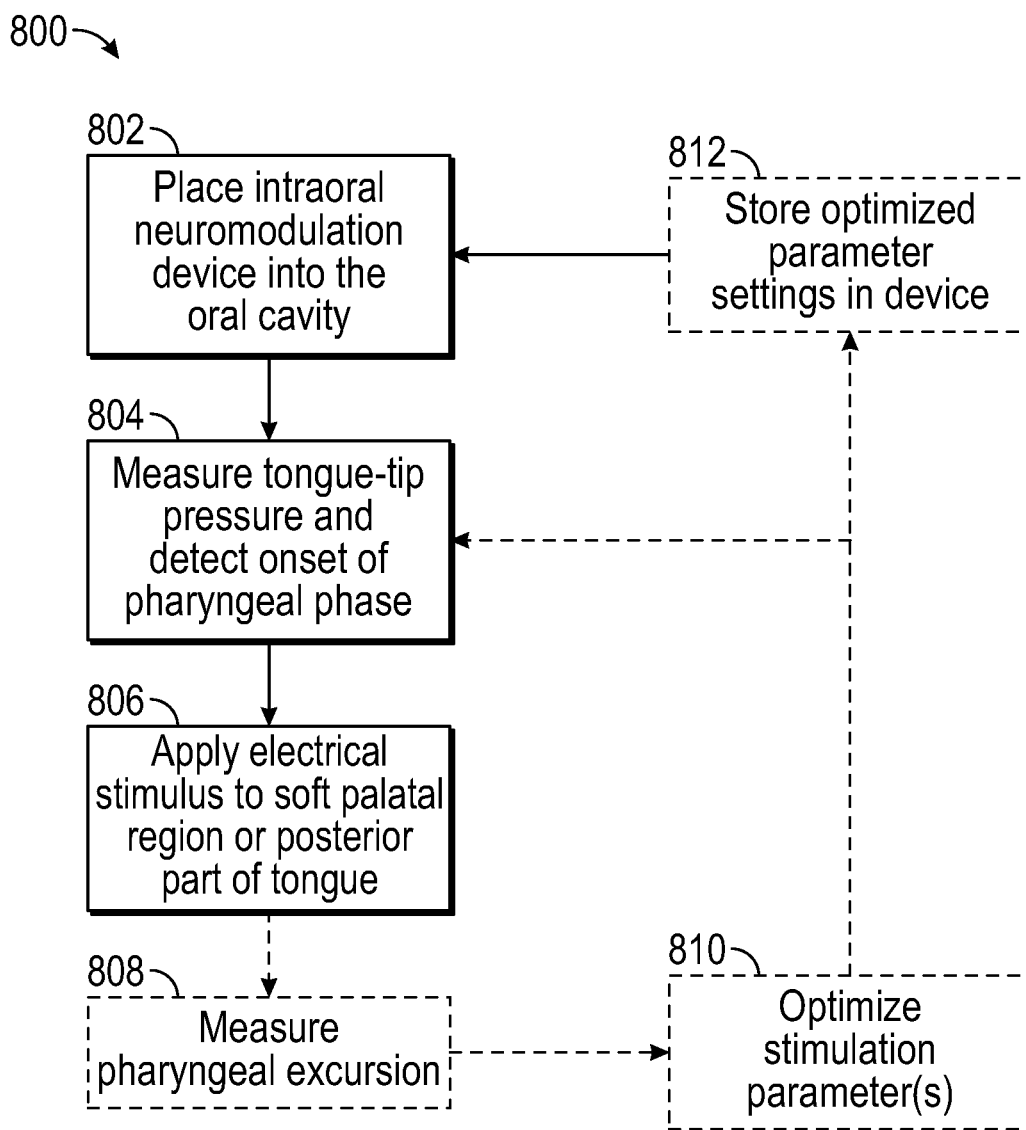 800
802
Place intraoral
neuromodulation
device into the
oral cavity
812
Store optimized
parameter
settings in device
804
Measure tongue-tip
pressure and
detect onset of
pharyngeal phase
806
Apply electrical
stimulus to soft palatal
region or posterior
part of tongue
808
Measure
pharyngeal excursion
810
Optimize
stimulation
parameter(s)